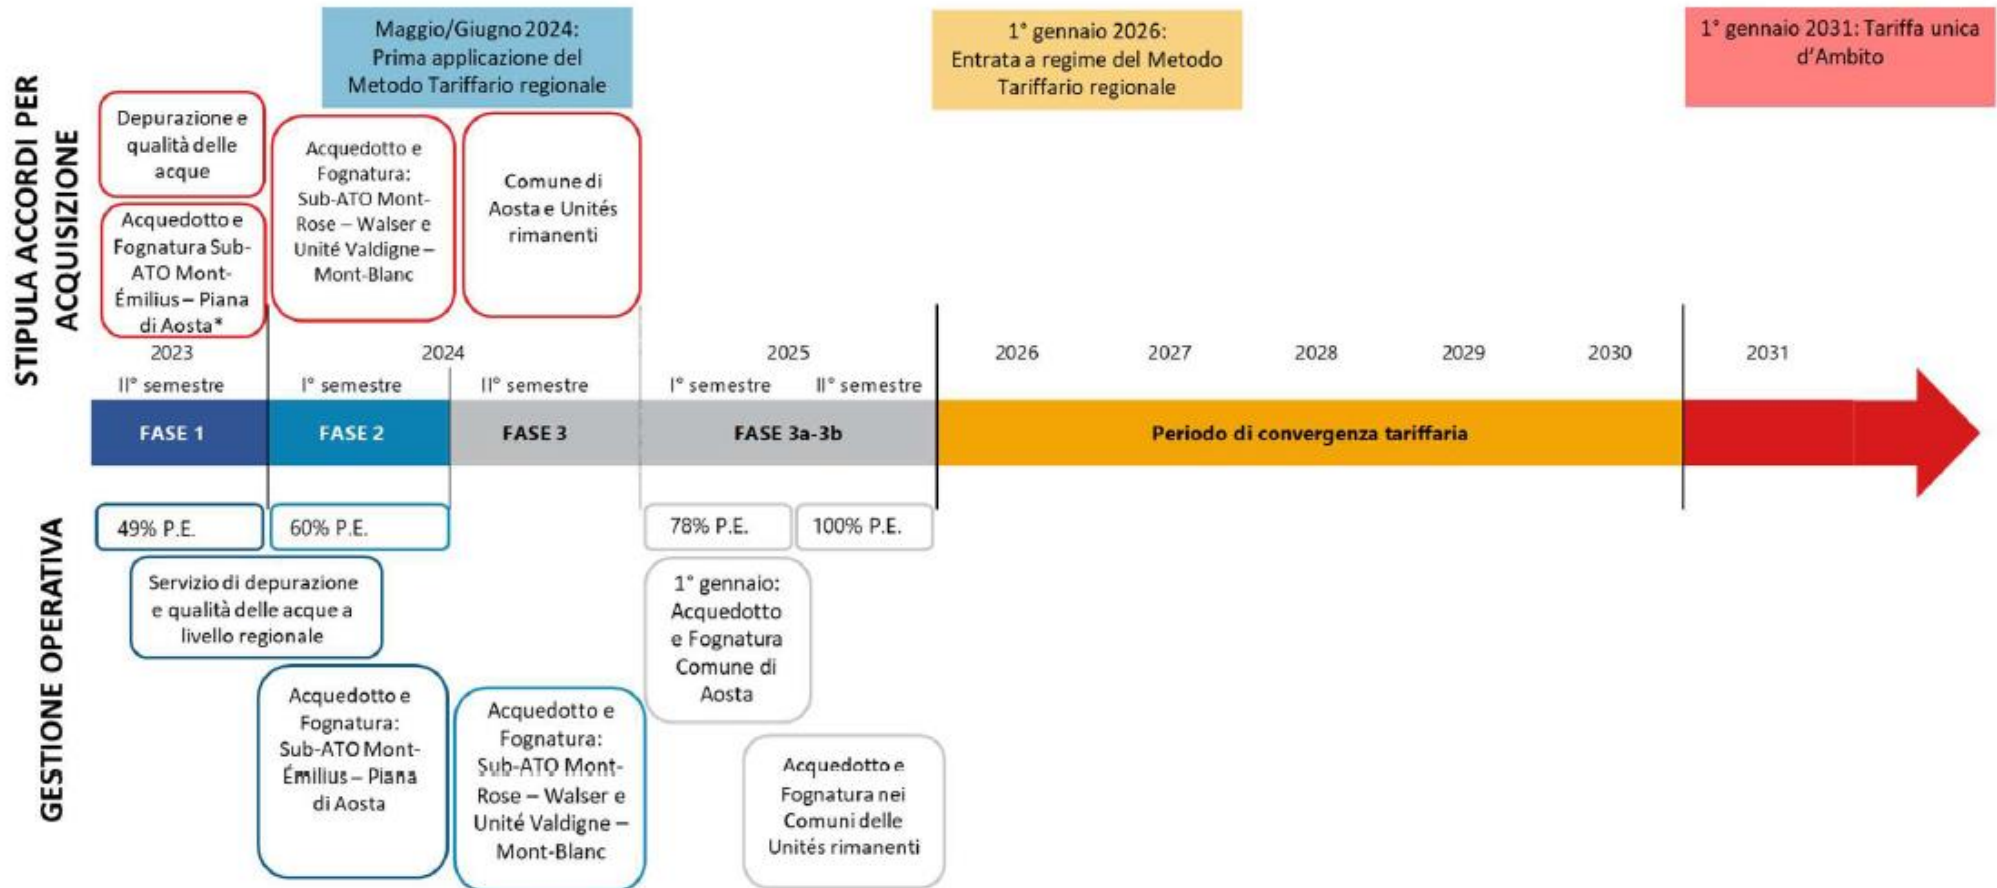 STIPULA ACCORDI PER
ACQUISIZIONE
Maggio/Giugno 2024:
Prima applicazione del
Metodo Tariffario regionale
1° gennaio 2026:
Entrata a regime del Metodo
Tariffario regionale
1° gennaio 2031: Tariffa unica
d'Ambito
Depurazione e
qualità delle
acque
Acquedotto e
Fognatura Sub-
ATO Mont-
Émilius – Piana
di Aosta*
Acquedotto e
Fognatura:
Sub-ATO Mont-
Rose – Walser e
Unité Valdigne –
Mont-Blanc
Comune di
Aosta e Unités
rimanenti
2023
2024
2025
2026
2027
2028
2029
2030
2031
II° semestre
I° semestre
II° semestre
I° semestre
II° semestre
FASE 1
FASE 2
FASE 3
FASE 3a-3b
Periodo di convergenza tariffaria
GESTIONE OPERATIVA
49% P.E.
60% P.E.
78% P.E.
100% P.E.
Servizio di depurazione
e qualità delle acque a
livello regionale
Acquedotto e
Fognatura:
Sub-ATO Mont-
Émilius – Piana
di Aosta
Acquedotto e
Fognatura:
Sub-ATO Mont-
Rose – Walser e
Unité Valdigne –
Mont-Blanc
1° gennaio:
Acquedotto
e Fognatura
Comune di
Aosta
Acquedotto e
Fognatura nei
Comuni delle
Unités rimanenti